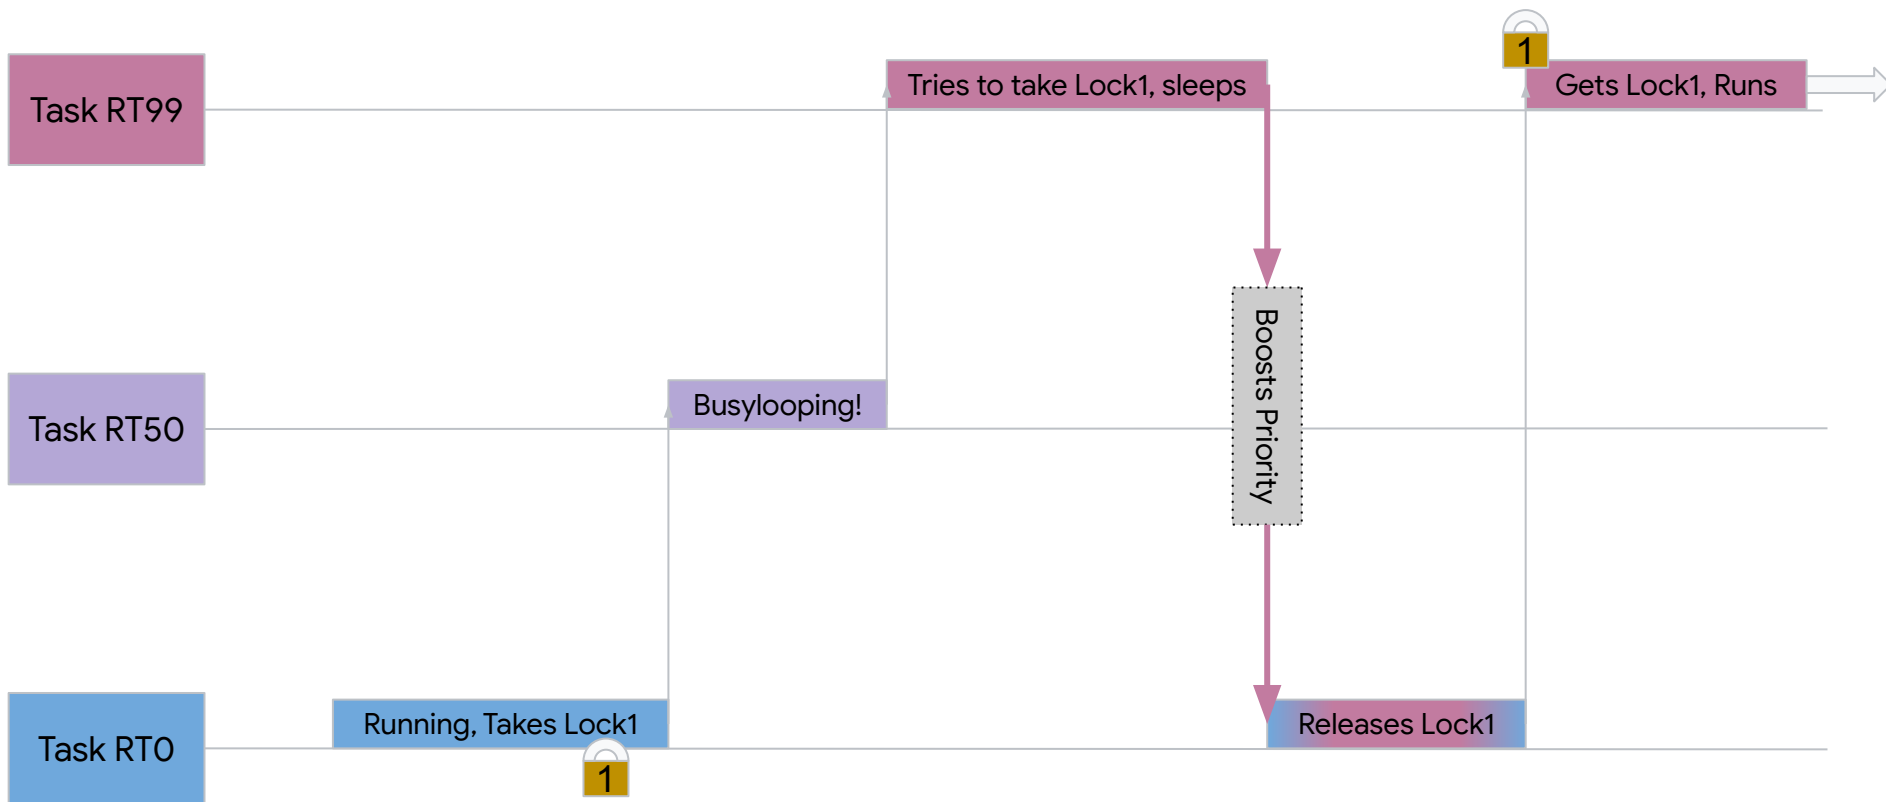 1
Task RT99
Tries to take Lock1, sleeps
Gets Lock1, Runs
Boosts Priority
Task RT50
Busylooping!
Task RT0
Running, Takes Lock1
Releases Lock1
1